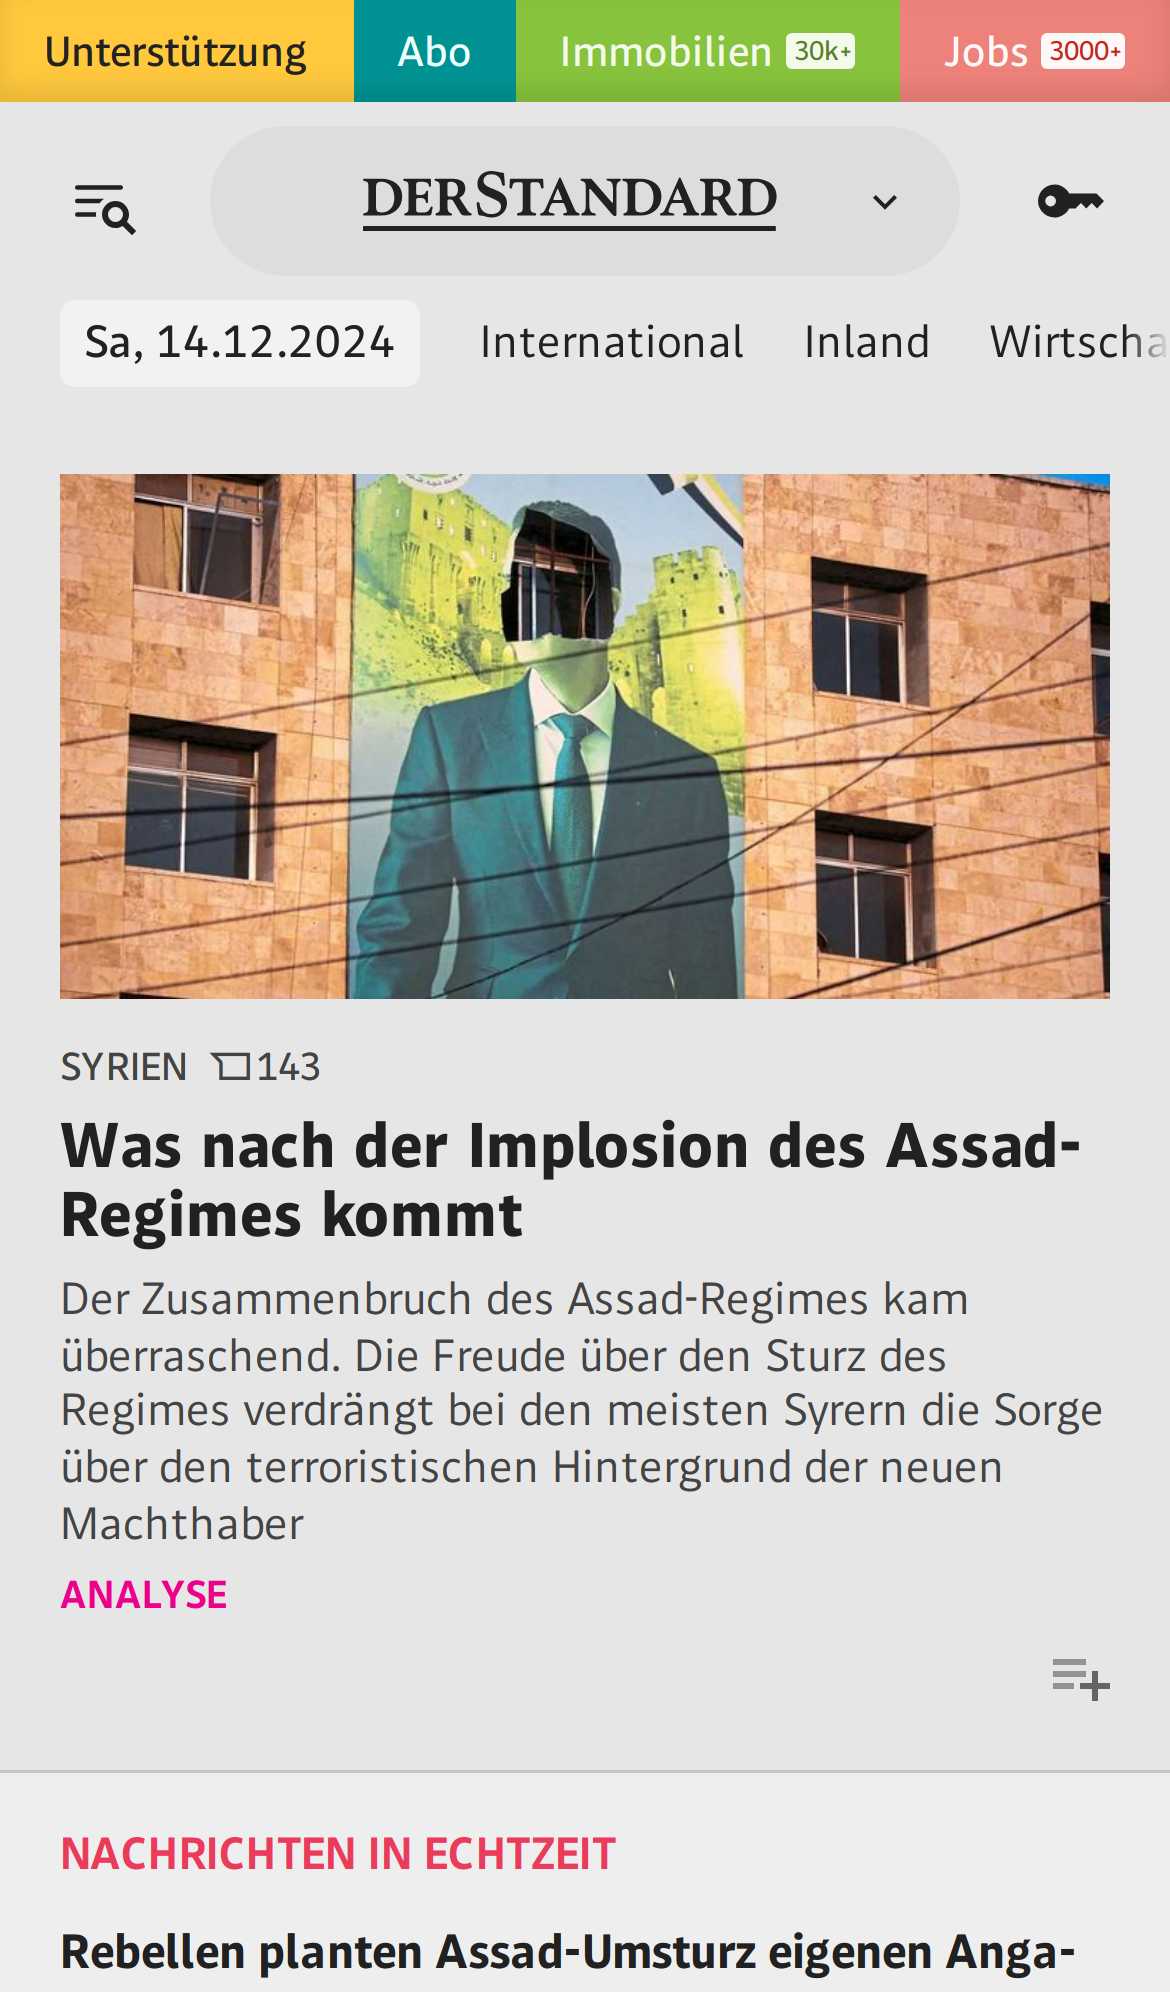 Unterstützung Abo Immobilien 30k+ Jobs 3000+
DERSTANDARD
Sa, 14.12.2024 International Inland Wirtscha
SYRIEN 143
Was nach der Implosion des Assad-
Regimes kommt
Der Zusammenbruch des Assad-Regimes kam
überraschend. Die Freude über den Sturz des
Regimes verdrängt bei den meisten Syrern die Sorge
über den terroristischen Hintergrund der neuen
Machthaber
ANALYSE
NACHRICHTEN IN ECHTZEIT
Rebellen planten Assad-Umsturz eigenen Anga-